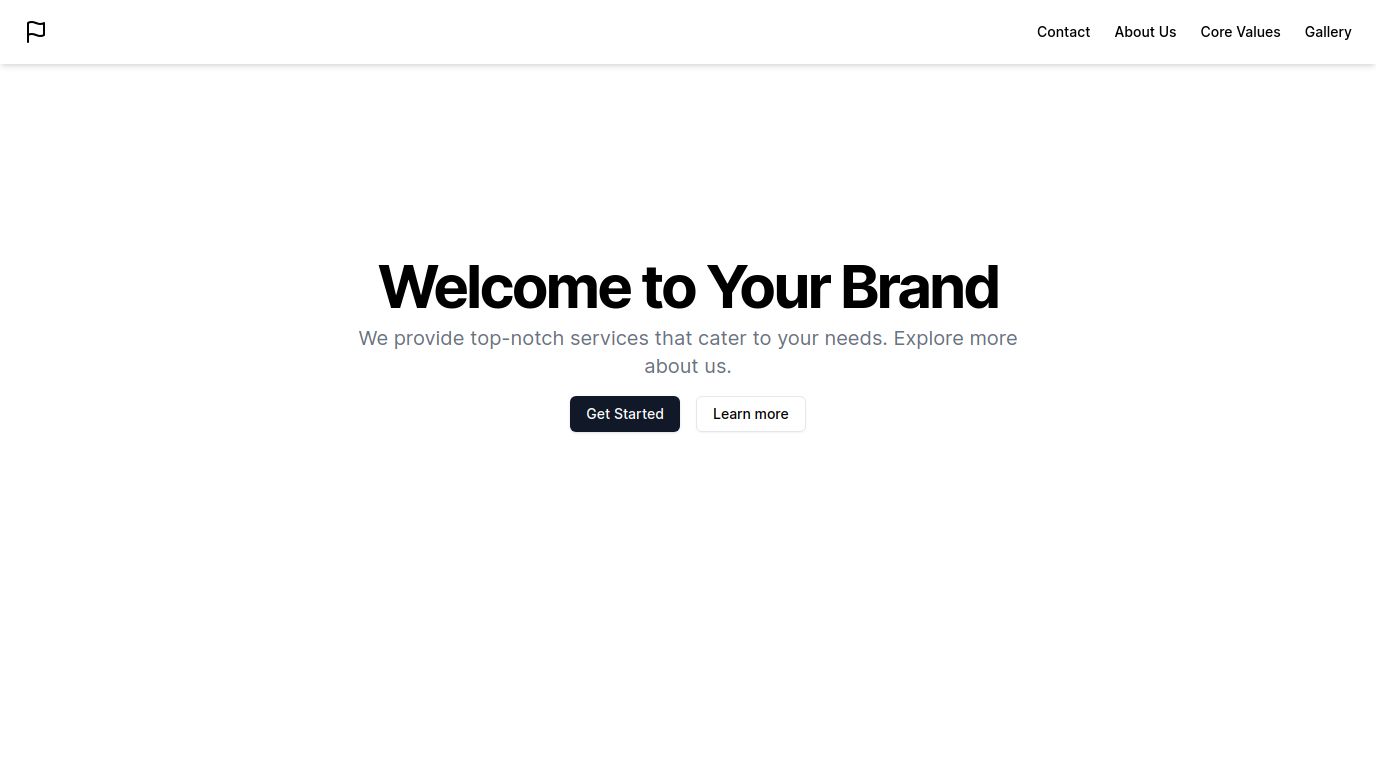 Contact About Us Core Values Gallery
Welcome to Your Brand
We provide top-notch services that cater to your needs. Explore more
about us.
Get Started Learn more